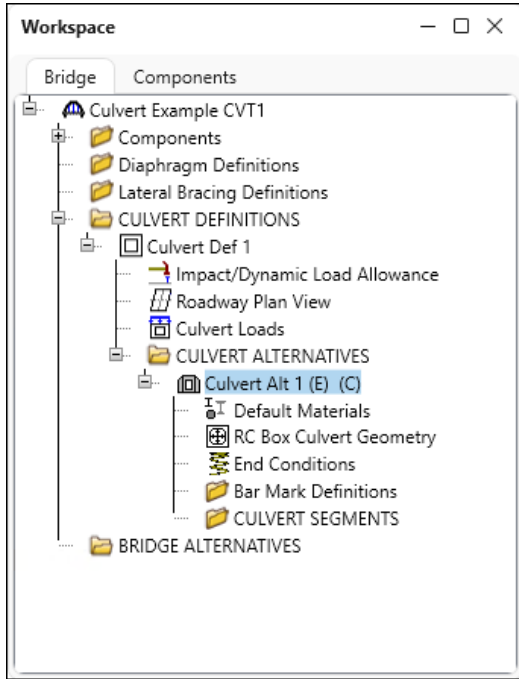 Workspace
Bridge Components
Culvert Example CVT1
Components
Diaphragm Definitions
Lateral Bracing Definitions
CULVERT DEFINITIONS
Culvert Def 1
Impact/Dynamic Load Allowance
Roadway Plan View
Culvert Loads
CULVERT ALTERNATIVES
Culvert Alt 1 (E) (C)
Default Materials
RC Box Culvert Geometry
End Conditions
Bar Mark Definitions
CULVERT SEGMENTS
BRIDGE ALTERNATIVES